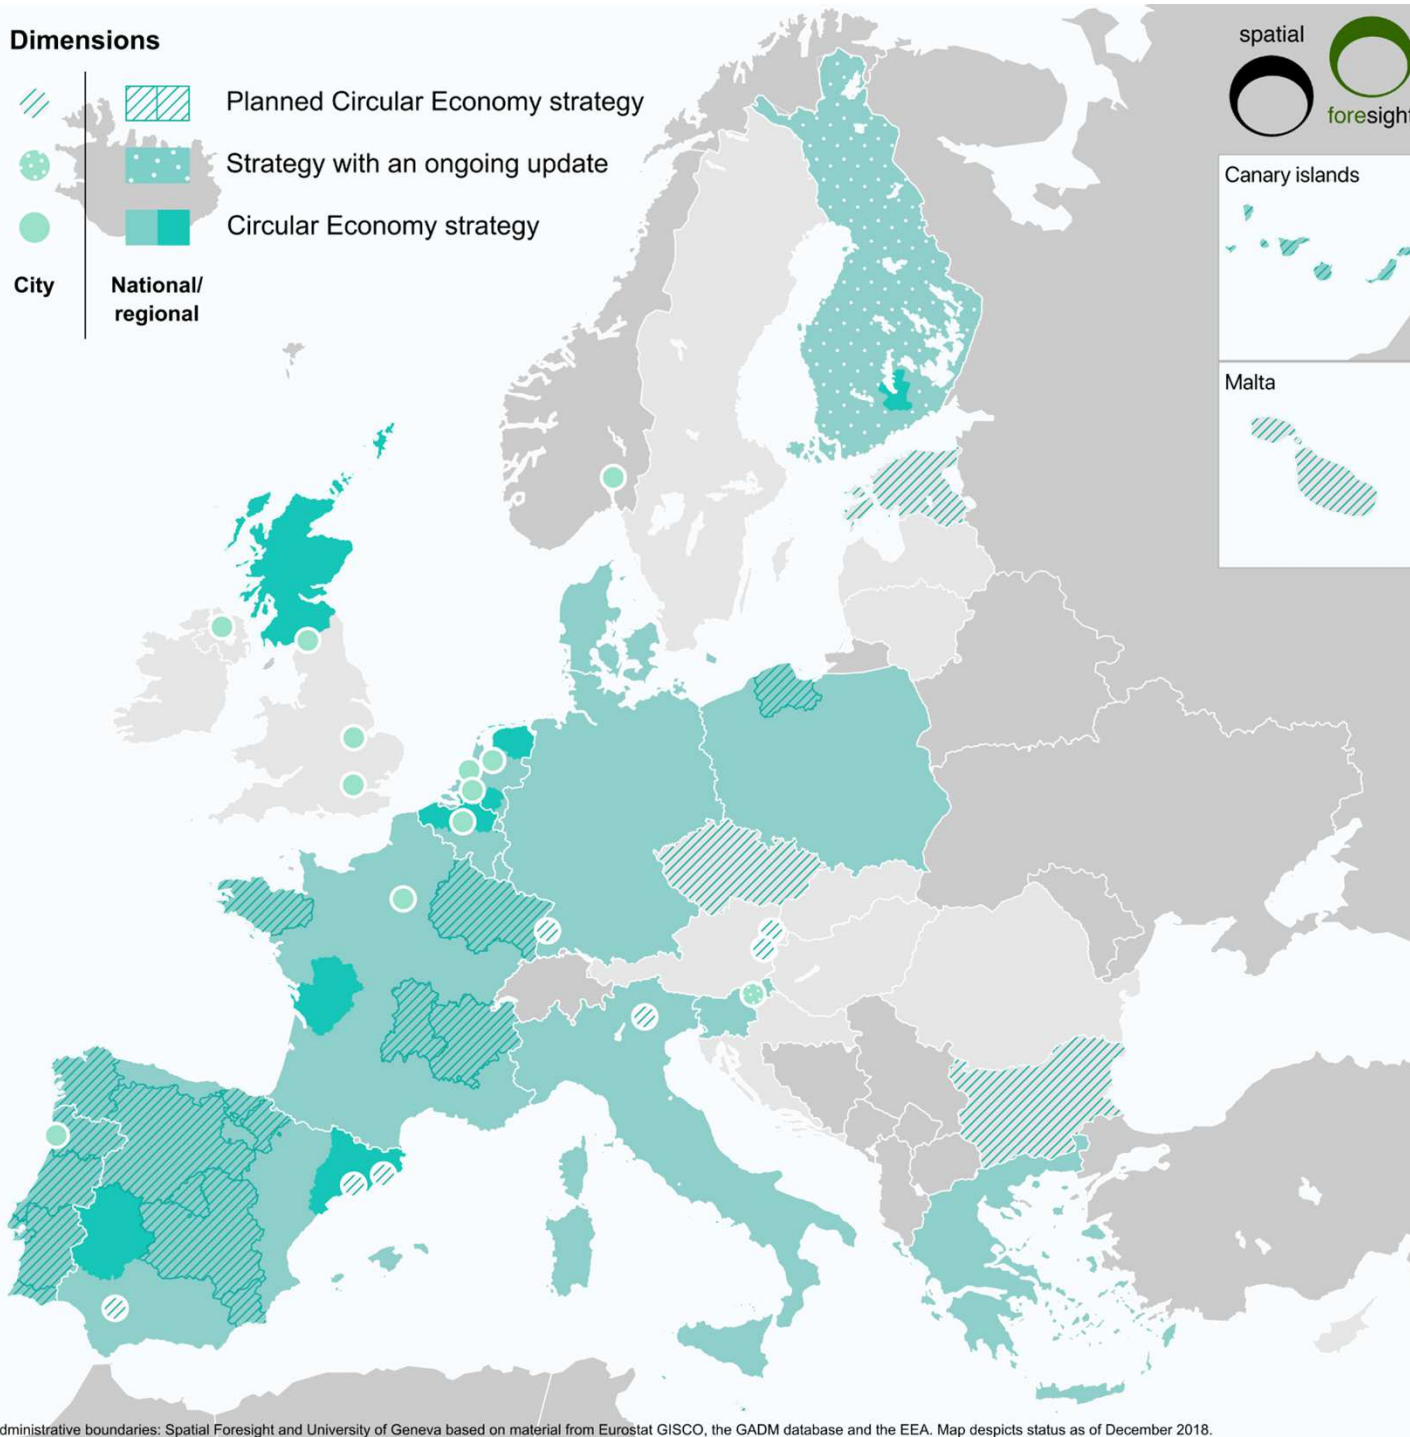 Dimensions
Planned Circular Economy strategy
Strategy with an ongoing update
Circular Economy strategy
City
National/
regional
spatial
foresight
Canary islands
Malta
dministrative boundaries: Spatial Foresight and University of Geneva based on material from Eurostat GISCO, the GADM database and the EEA. Map despicts status as of December 2018.